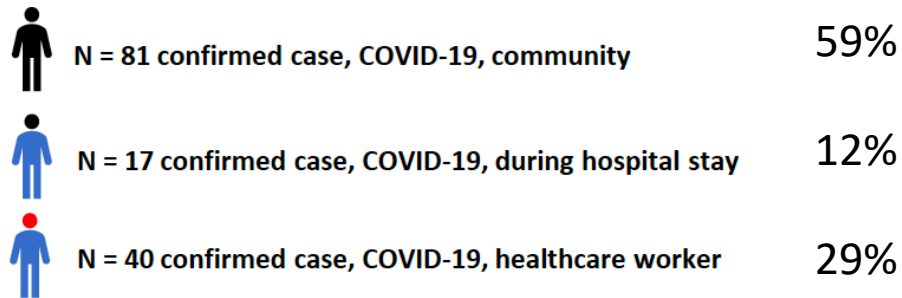 N = 81 confirmed case, COVID-19, community 59%
N = 17 confirmed case, COVID-19, during hospital stay 12%
N = 40 confirmed case, COVID-19, healthcare worker 29%